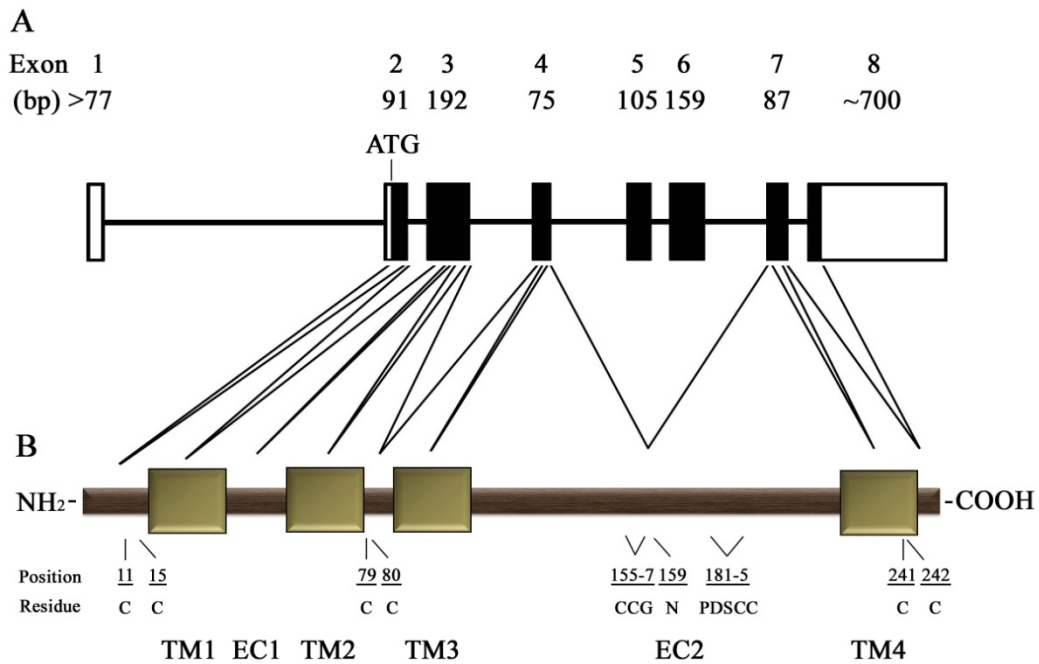 A
Exon 1 2 3 4 5 6 7 8
(bp) >77 91 192 75 105 159 87 ~700
ATG
B
NH2- -COOH
Position 11 15 79 80 155-7 159 181-5 241 242
Residue C C C C CCG N PDSCC C C
TM1 EC1 TM2 TM3 EC2 TM4